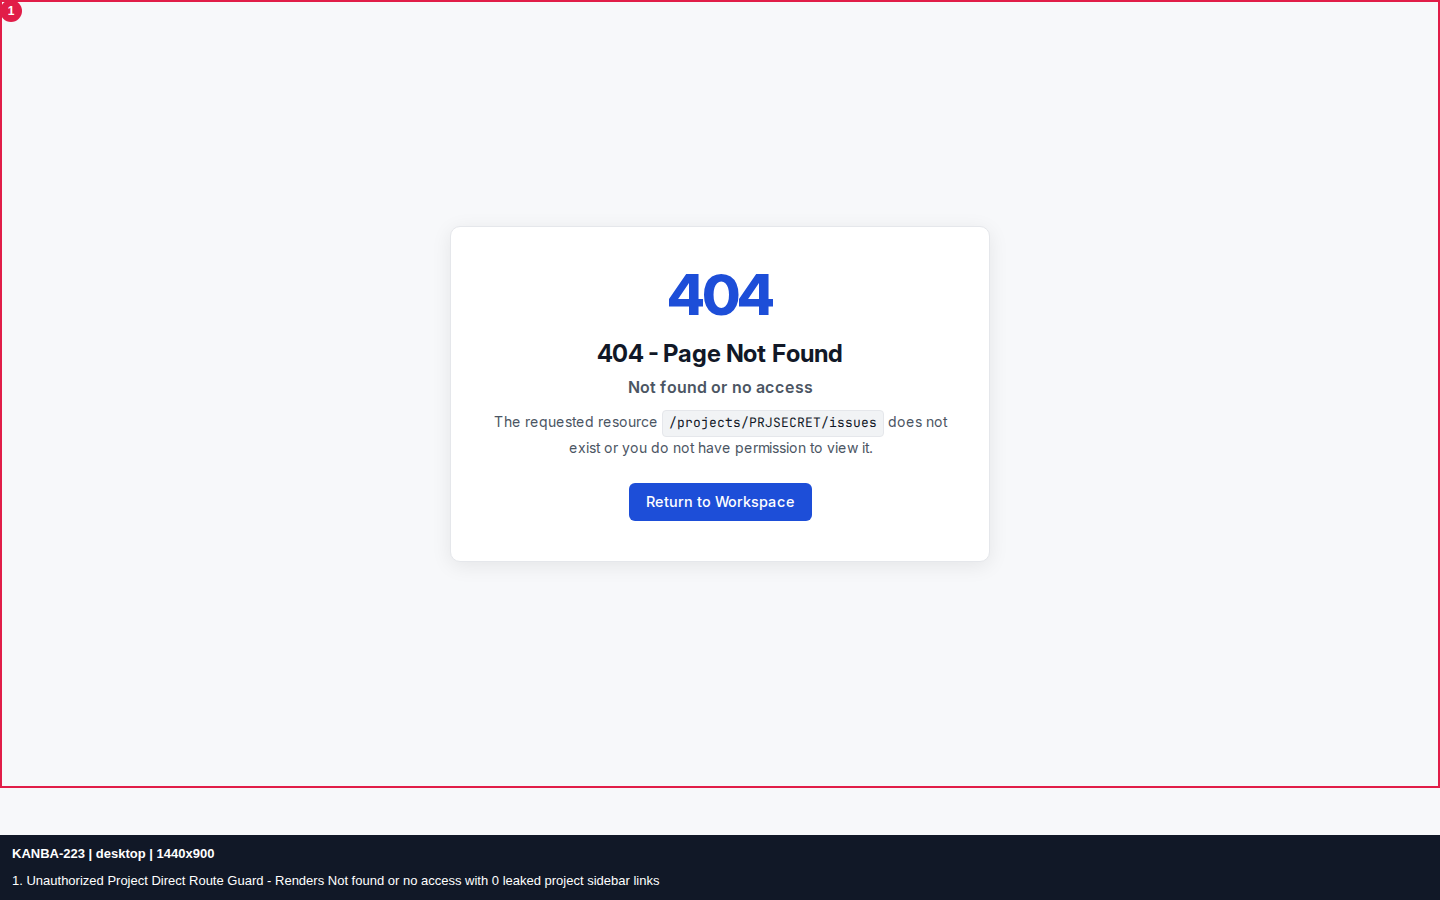 1
404
404 - Page Not Found
Not found or no access
The requested resource /projects/PRJSECRET/issues does not
exist or you do not have permission to view it.
Return to Workspace
KANBA-223 | desktop | 1440x900
1. Unauthorized Project Direct Route Guard - Renders Not found or no access with 0 leaked project sidebar links